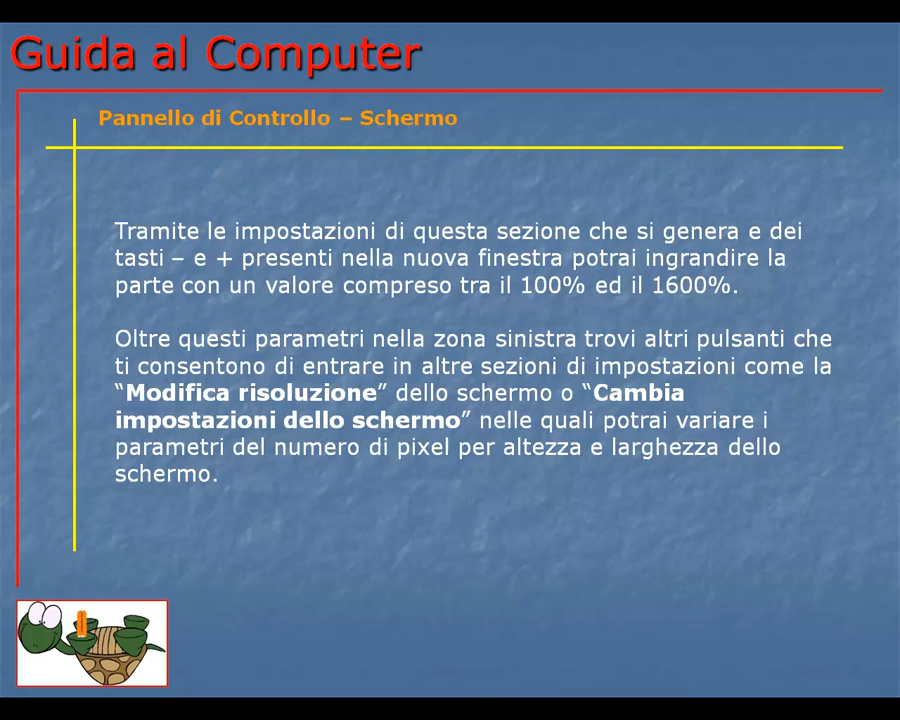 Guida al Computer
Pannello di Controllo – Schermo
Tramite le impostazioni di questa sezione che si genera e dei
tasti – e + presenti nella nuova finestra potrai ingrandire la
parte con un valore compreso tra il 100% ed il 1600%.
Oltre questi parametri nella zona sinistra trovi altri pulsanti che
ti consentono di entrare in altre sezioni di impostazioni come la
“Modifica risoluzione” dello schermo o “Cambia
impostazioni dello schermo” nelle quali potrai variare i
parametri del numero di pixel per altezza e larghezza dello
schermo.